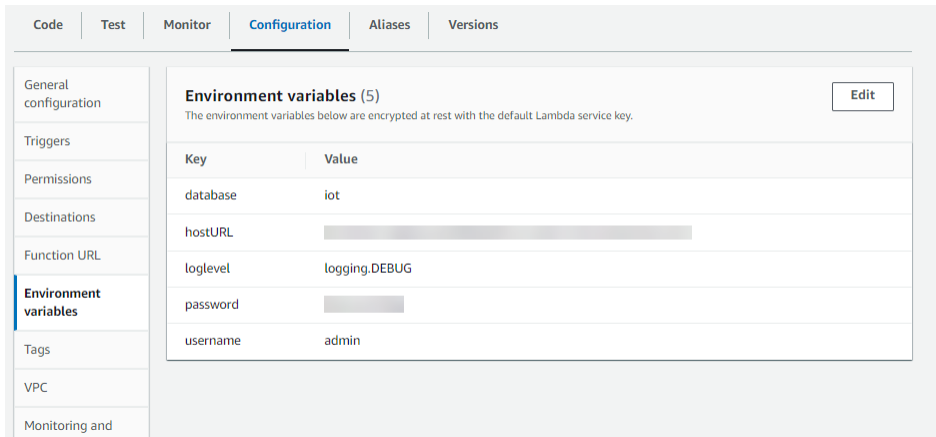 Code Test Monitor Configuration Aliases Versions
General
configuration
Triggers
Permissions
Destinations
Function URL
Environment
variables
Tags
VPC
Monitoring and
Environment variables (5)
The environment variables below are encrypted at rest with the default Lambda service key.
Edit
Key Value
database iot
hostURL
loglevel logging.DEBUG
password
username admin